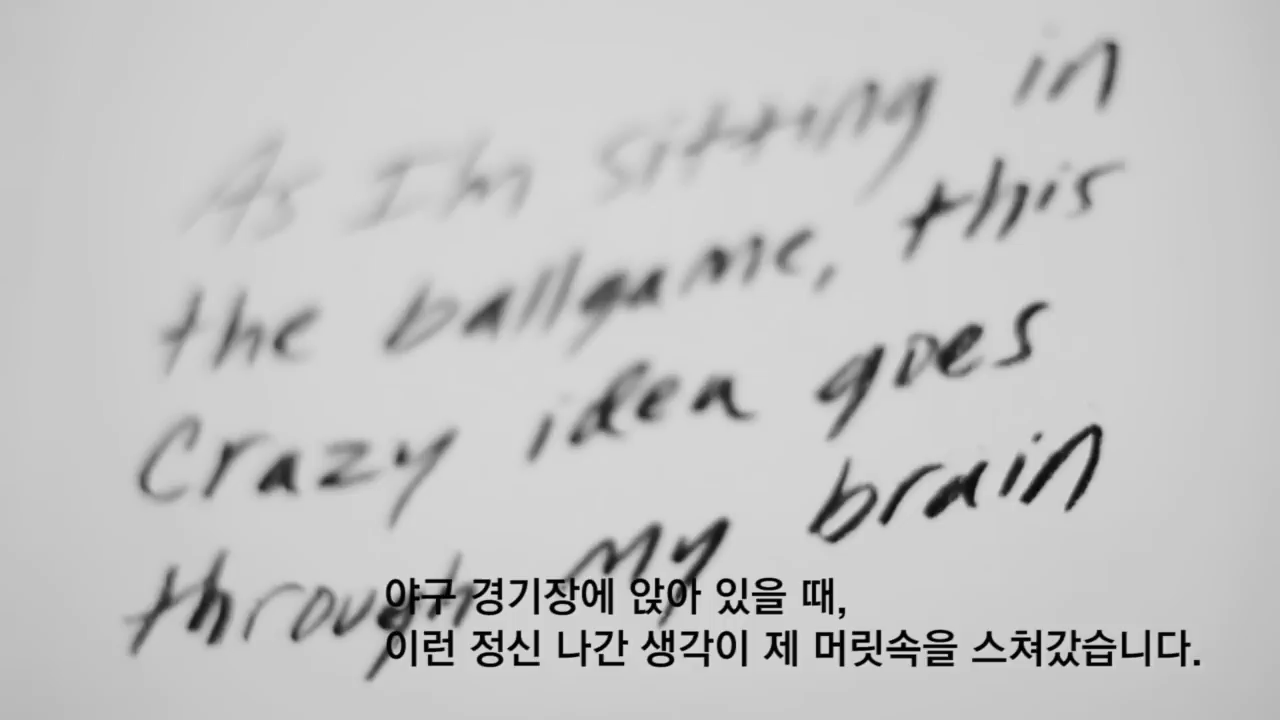 As I'm sitting in
the ballgame, this
Crazy idea goes
through my brain
야구 경기장에 앉아 있을 때,
이런 정신 나간 생각이 제 머릿속을 스쳐갔습니다.